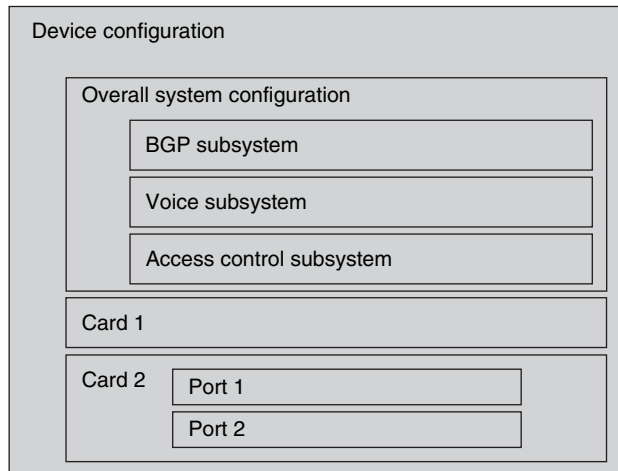 Device configuration
Overall system configuration
BGP subsystem
Voice subsystem
Access control subsystem
Card 1
Card 2
Port 1
Port 2